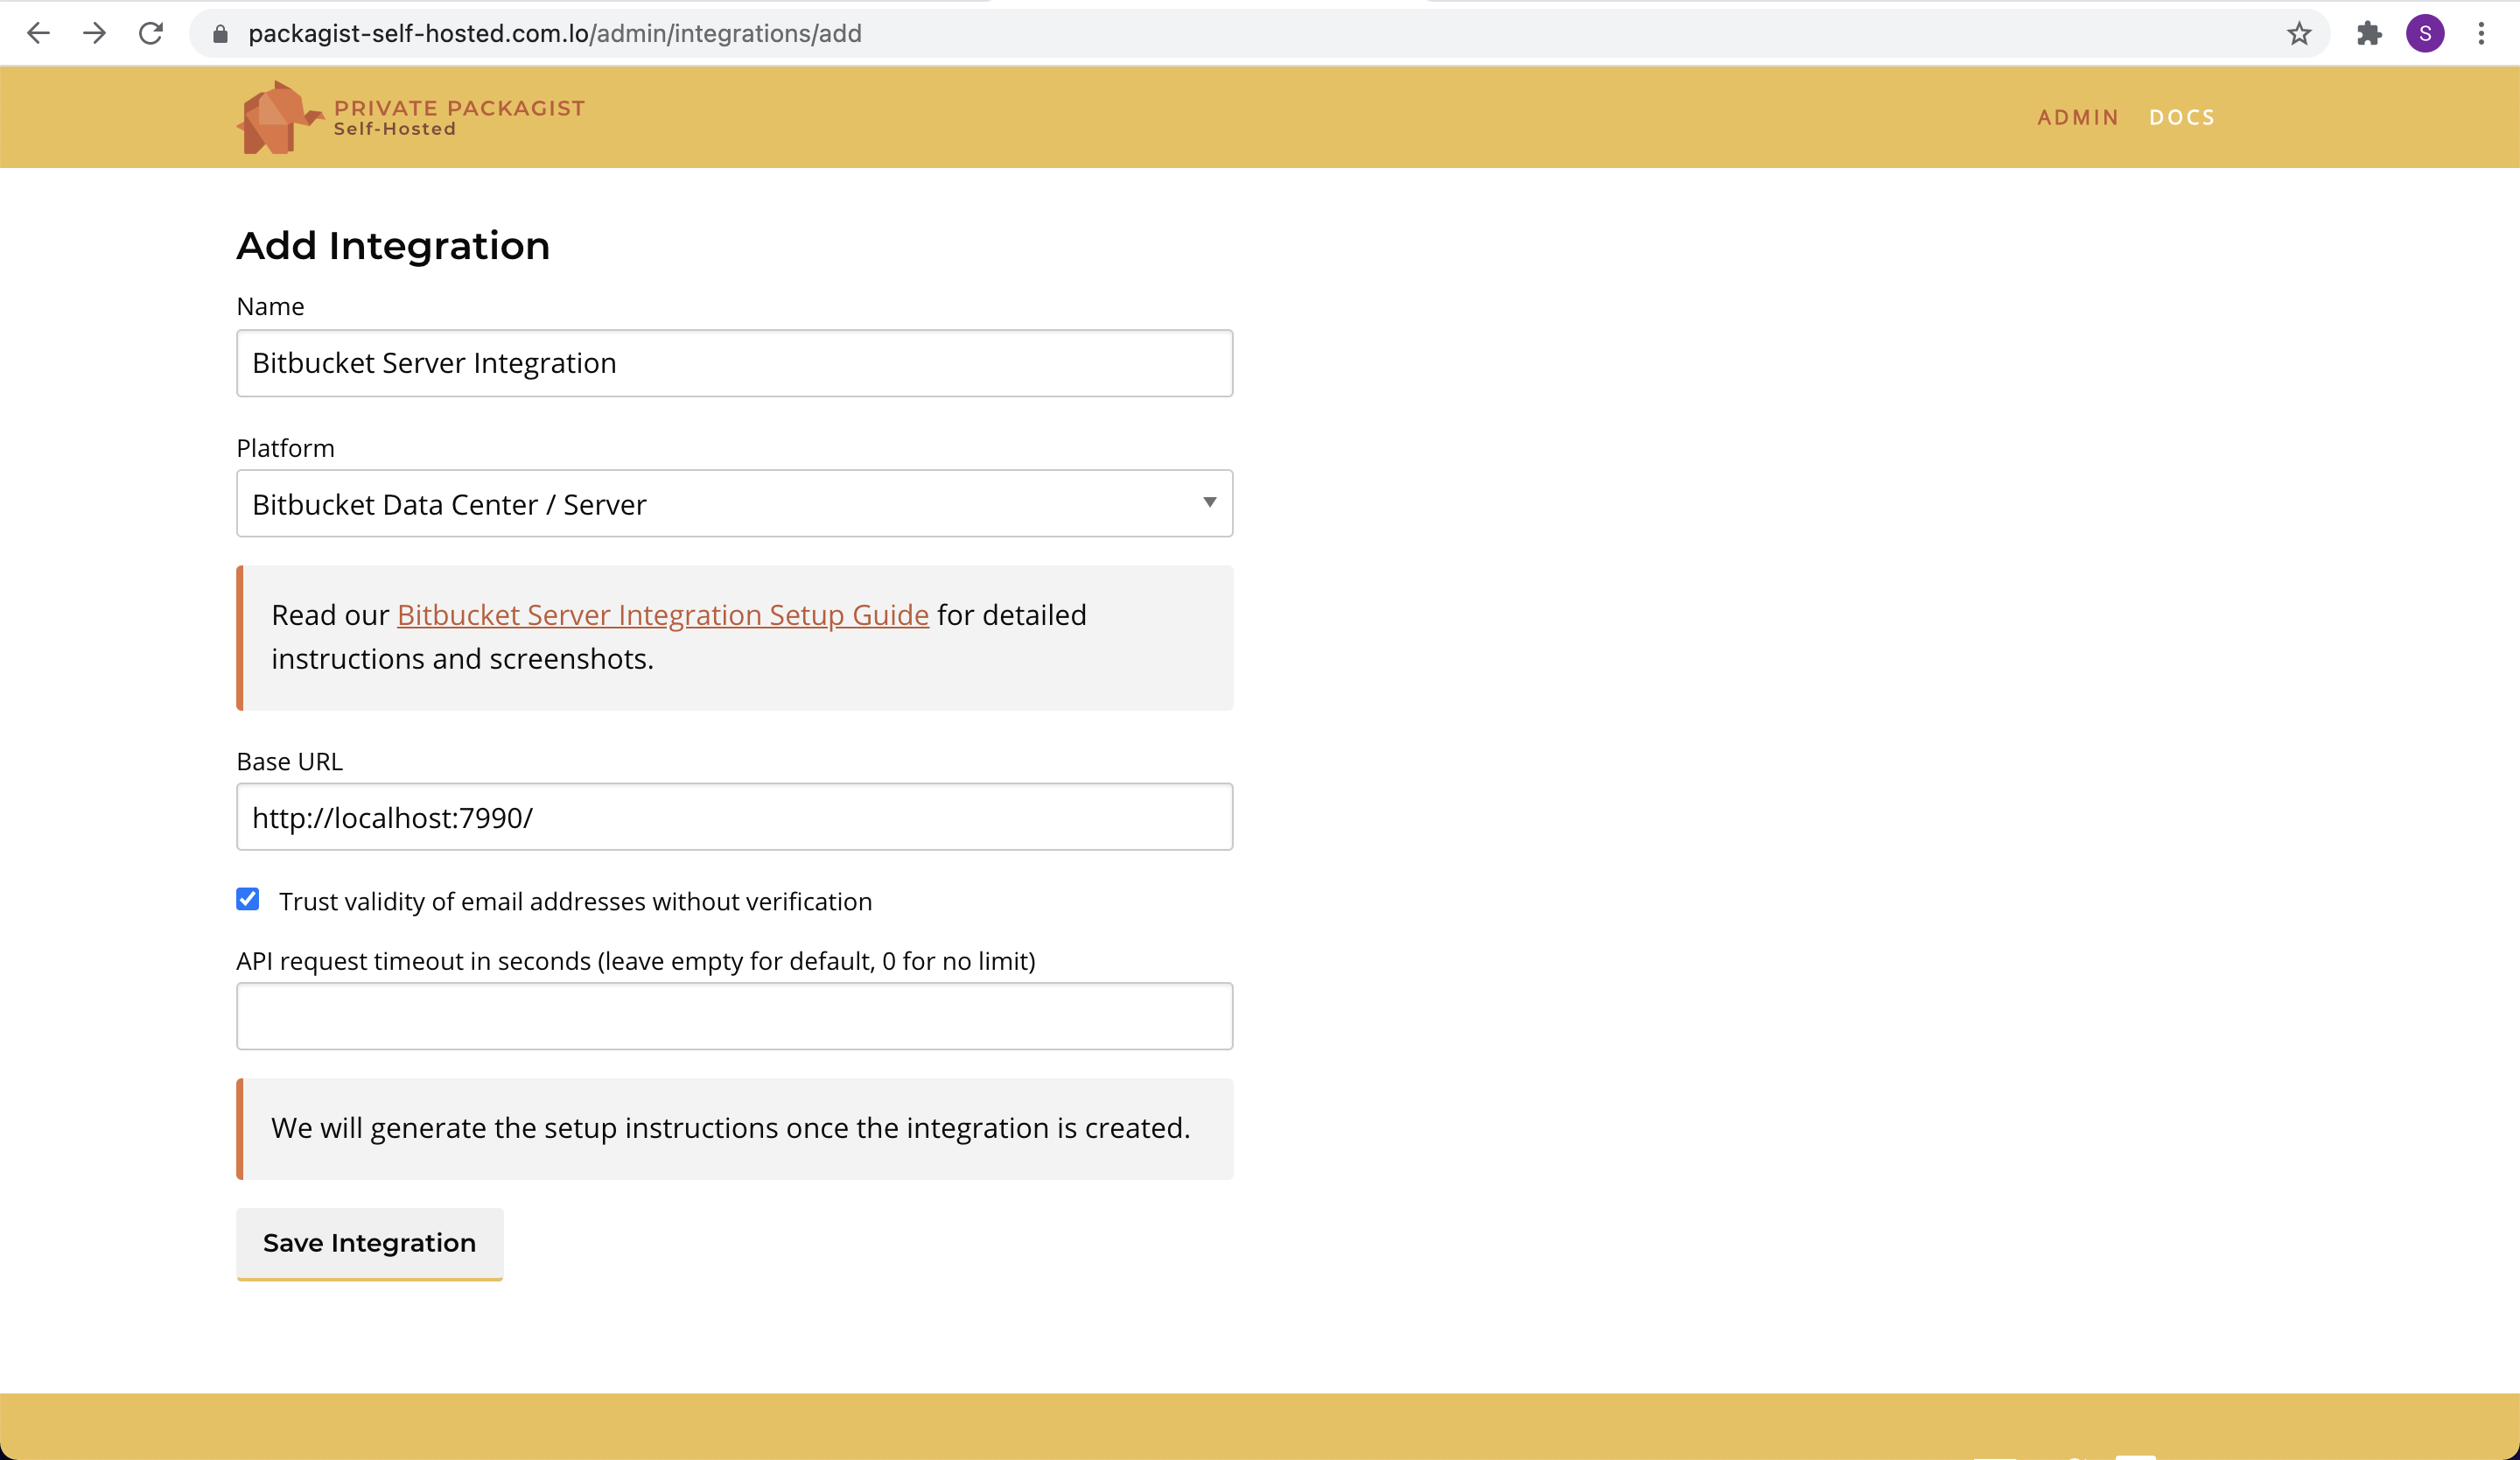 packagist-self-hosted.com.lo/admin/integrations/add
S
PRIVATE PACKAGIST
Self-Hosted
ADMIN DOCS
Add Integration
Name
Bitbucket Server Integration
Platform
Bitbucket Data Center / Server
Read our Bitbucket Server Integration Setup Guide for detailed
instructions and screenshots.
Base URL
http://localhost:7990/
Trust validity of email addresses without verification
API request timeout in seconds (leave empty for default, 0 for no limit)
We will generate the setup instructions once the integration is created.
Save Integration